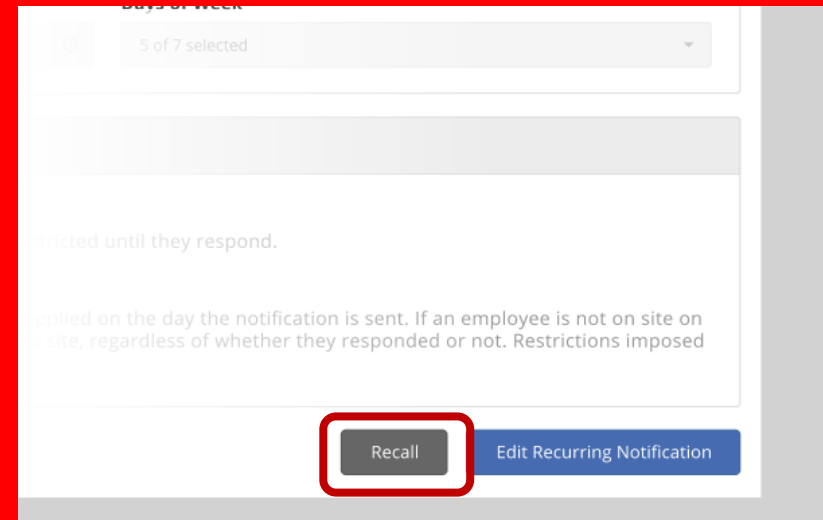 Days of Week
5 of 7 selected
stricted until they respond.
applied on the day the notification is sent. If an employee is not on site on
site, regardless of whether they responded or not. Restrictions imposed
Recall
Edit Recurring Notification